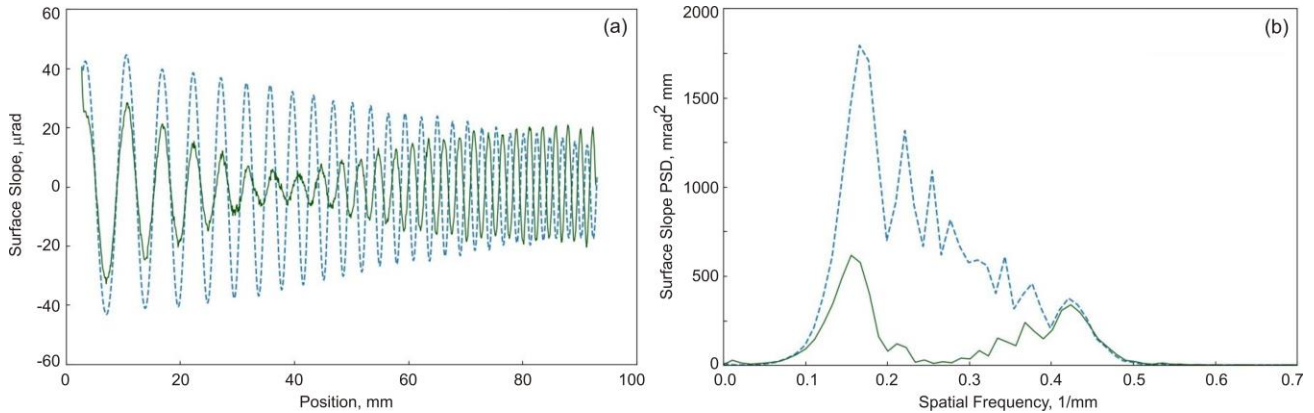 (a)
Surface Slope, μrad
60
40
20
0
-20
-40
-60
0 20 40 60 80 100
Position, mm
(b)
Surface Slope PSD, mrad² mm
2000
1500
1000
500
0
0.0 0.1 0.2 0.3 0.4 0.5 0.6 0.7
Spatial Frequency, 1/mm